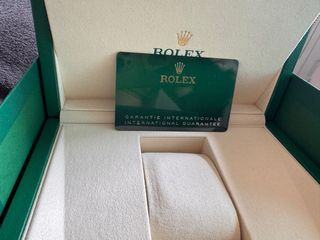 ROLEX
ROLEX
GARANTIE INTERNATIONALE
INTERNATIONAL GUARANTEE